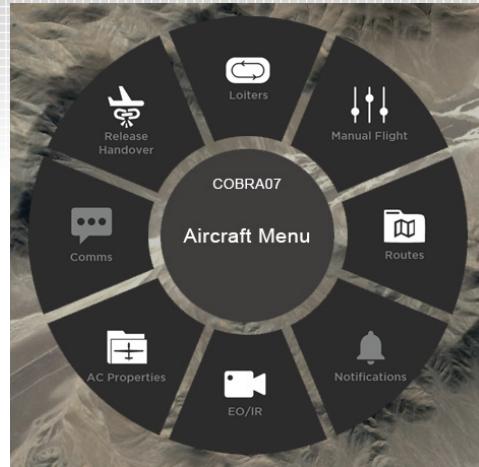 Loiters
Manual Flight
Routes
Notifications
EO/IR
AC Properties
Comms
Release
Handover
COBRA07
Aircraft Menu